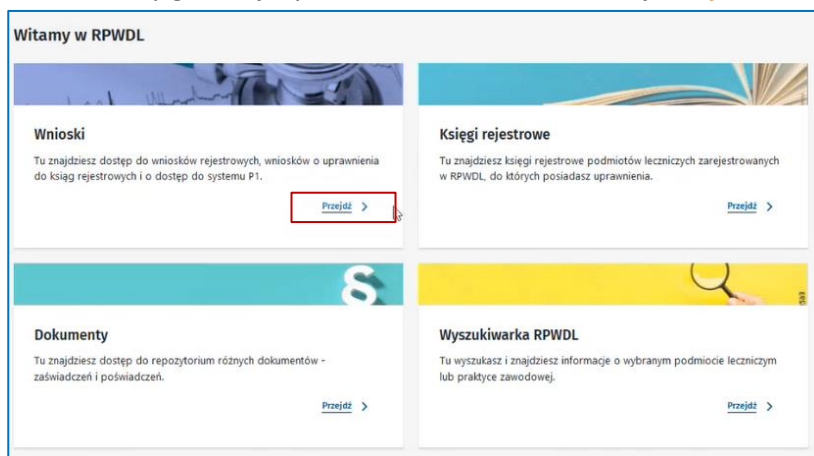 Witamy w RPWDL
Wnioski
Tu znajdziesz dostęp do wniosków rejestrowych, wniosków o uprawnienia
do ksiąg rejestrowych i o dostęp do systemu P1.
Przejdź
Księgi rejestrowe
Tu znajdziesz księgi rejestrowe podmiotów leczniczych zarejestrowanych
w RPWDL, do których posiadasz uprawnienia.
Przejdź
§
Dokumenty
Tu znajdziesz dostęp do repozytorium różnych dokumentów -
zaświadczeń i poświadczeń.
Przejdź
Wyszukiwarka RPWDL
Tu wyszukasz i znajdziesz informacje o wybranym podmiocie leczniczym
lub praktyce zawodowej.
Przejdź